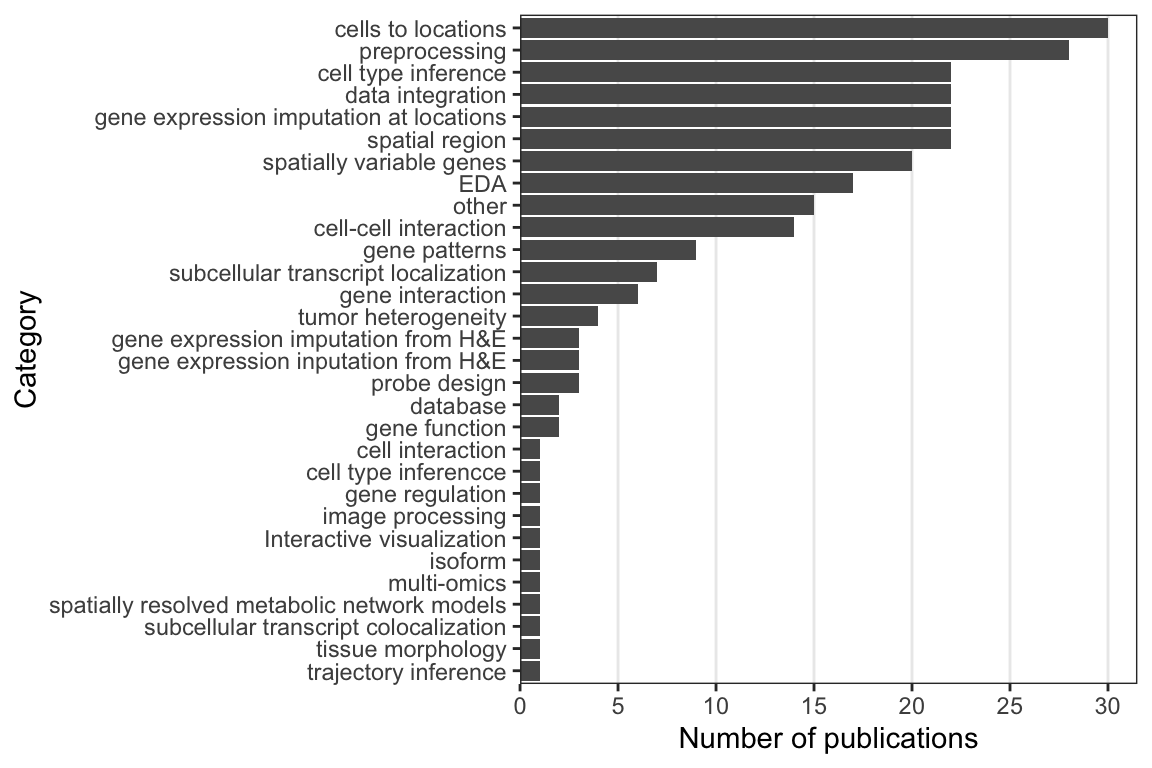 cells to locations
preprocessing
cell type inference
data integration
gene expression imputation at locations
spatial region
spatially variable genes
EDA
other
cell-cell interaction
gene patterns
subcellular transcript localization
gene interaction
tumor heterogeneity
gene expression imputation from H&E
gene expression inputation from H&E
probe design
database
gene function
cell interaction
cell type inferencce
gene regulation
image processing
Interactive visualization
isoform
multi-omics
spatially resolved metabolic network models
subcellular transcript colocalization
tissue morphology
trajectory inference
Category
0 5 10 15 20 25 30
Number of publications